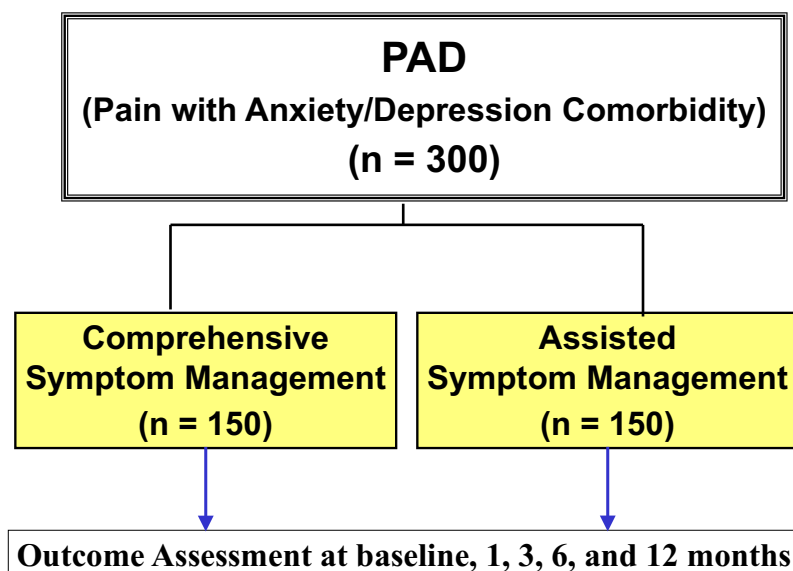 PAD
(Pain with Anxiety/Depression Comorbidity)
(n = 300)
Comprehensive
Symptom Management
(n = 150)
Assisted
Symptom Management
(n = 150)
Outcome Assessment at baseline, 1, 3, 6, and 12 months